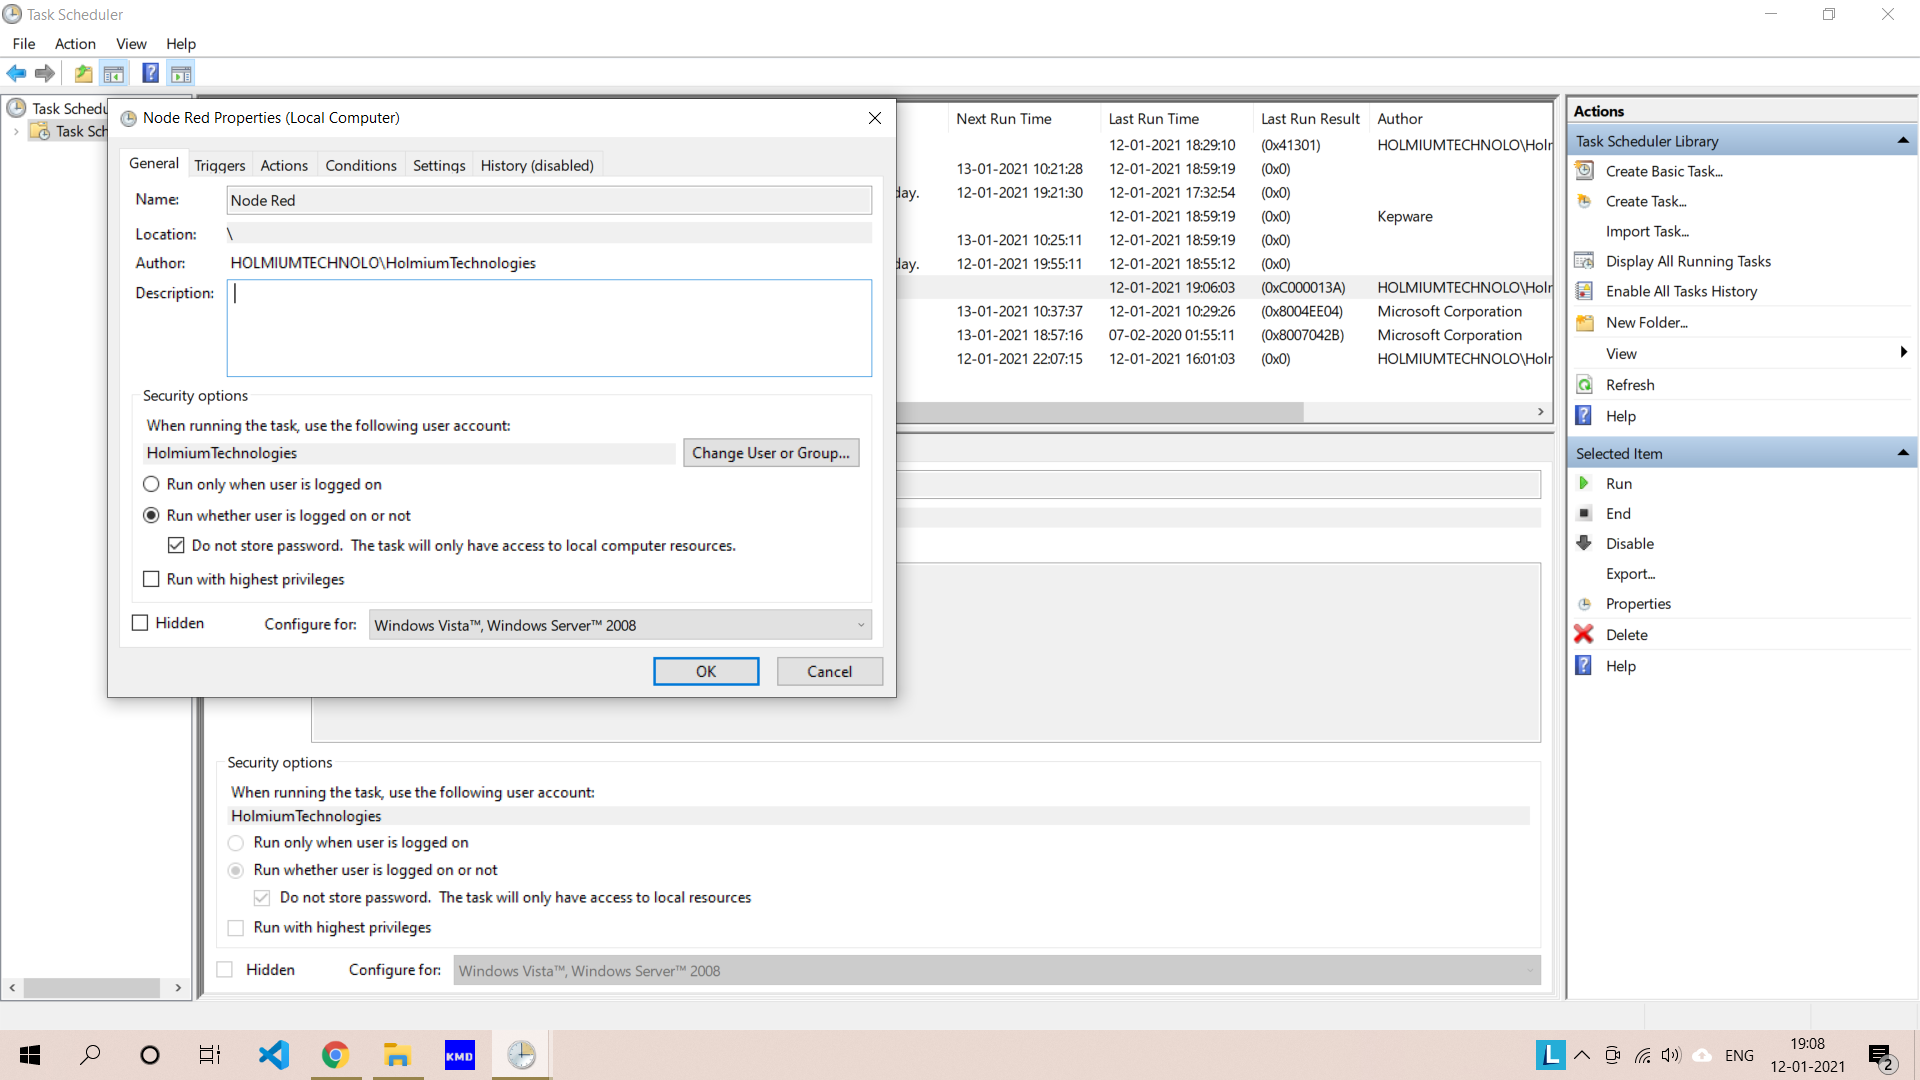 Task Scheduler
File Action View Help
Task Schedu
Task Sch
Node Red Properties (Local Computer)
General Triggers Actions Conditions Settings History (disabled)
Name: Node Red
Location: \
Author: HOLMIUMTECHNOLO\HolmiumTechnologies
Description:
Security options
When running the task, use the following user account:
HolmiumTechnologies Change User or Group...
Run only when user is logged on
Run whether user is logged on or not
Do not store password. The task will only have access to local computer resources.
Run with highest privileges
Hidden Configure for: Windows Vista™, Windows Server™ 2008
OK Cancel
Next Run Time Last Run Time Last Run Result Author
12-01-2021 18:29:10 (0x41301) HOLMIUMTECHNOLO\Holr
13-01-2021 10:21:28 12-01-2021 18:59:19 (0x0)
day. 12-01-2021 19:21:30 12-01-2021 17:32:54 (0x0)
12-01-2021 18:59:19 (0x0) Kepware
13-01-2021 10:25:11 12-01-2021 18:59:19 (0x0)
day. 12-01-2021 19:55:11 12-01-2021 18:55:12 (0x0)
12-01-2021 19:06:03 (0xC000013A) HOLMIUMTECHNOLO\Holr
13-01-2021 10:37:37 12-01-2021 10:29:26 (0x8004EE04) Microsoft Corporation
13-01-2021 18:57:16 07-02-2020 01:55:11 (0x8007042B) Microsoft Corporation
12-01-2021 22:07:15 12-01-2021 16:01:03 (0x0) HOLMIUMTECHNOLO\Holr
Security options
When running the task, use the following user account:
HolmiumTechnologies
Run only when user is logged on
Run whether user is logged on or not
Do not store password. The task will only have access to local resources
Run with highest privileges
Hidden Configure for: Windows Vista™, Windows Server™ 2008
Actions
Task Scheduler Library
Create Basic Task...
Create Task...
Import Task...
Display All Running Tasks
Enable All Tasks History
New Folder...
View
Refresh
Help
Selected Item
Run
End
Disable
Export...
Properties
Delete
Help
KMD
L
ENG
19:08
12-01-2021
2